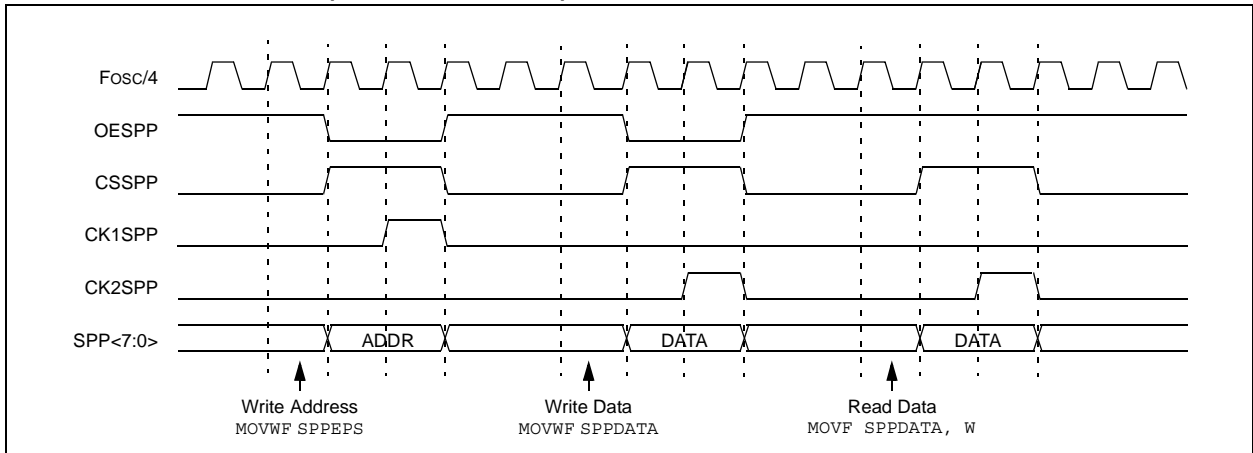 Fosc/4
OESPP
CSSPP
CK1SPP
CK2SPP
SPP<7:0> ADDR DATA DATA
Write Address Write Data Read Data
MOVWF SPPEPS MOVWF SPPDATA MOVF SPPDATA, W